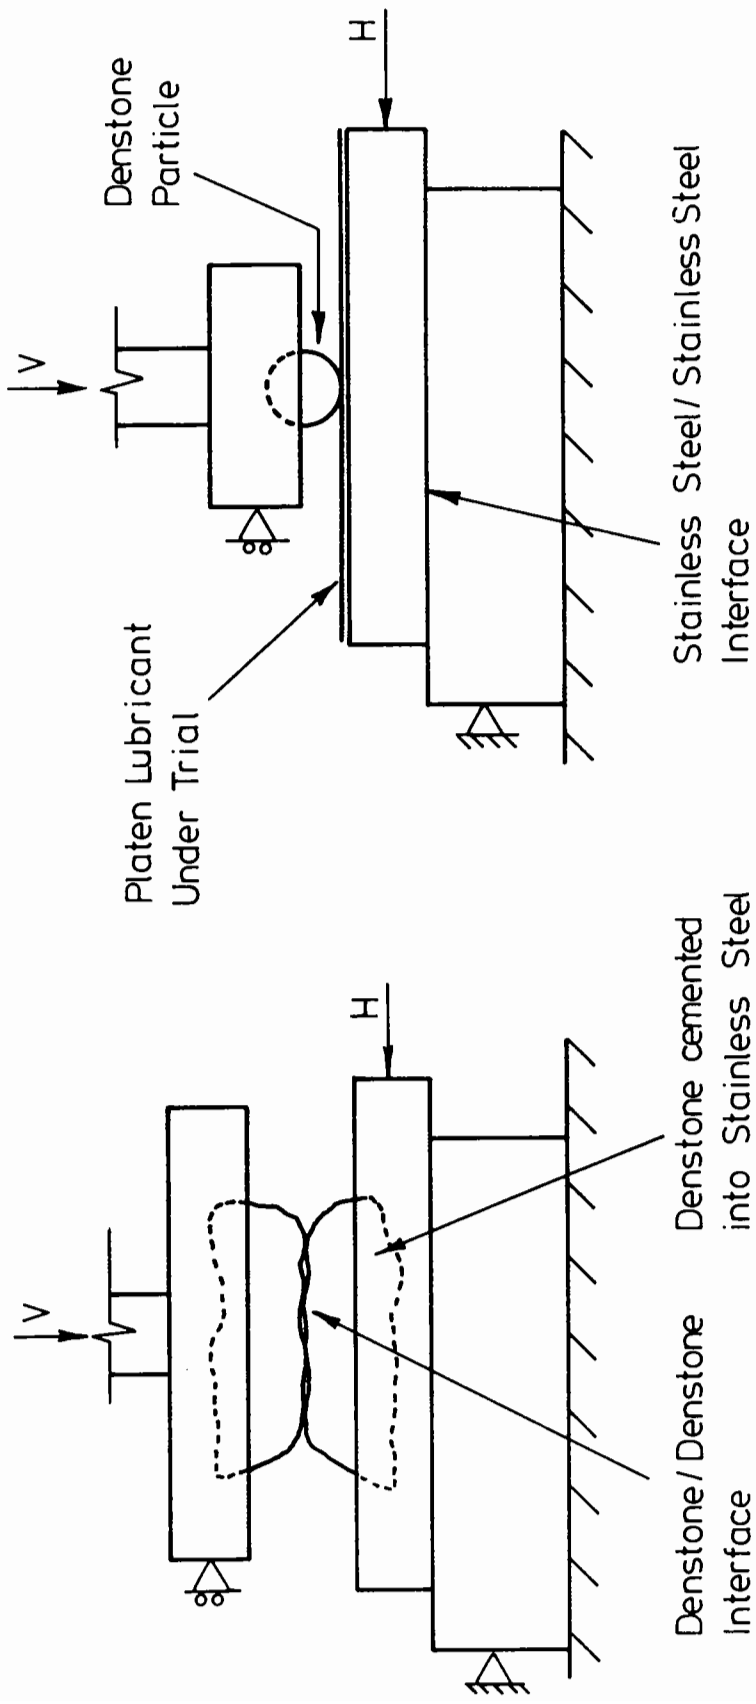 V
H
Denstone / Denstone
Interface
Denstone cemented
into Stainless Steel
Platen Lubricant
Under Trial
V
Denstone
Particle
H
Stainless Steel / Stainless Steel
Interface